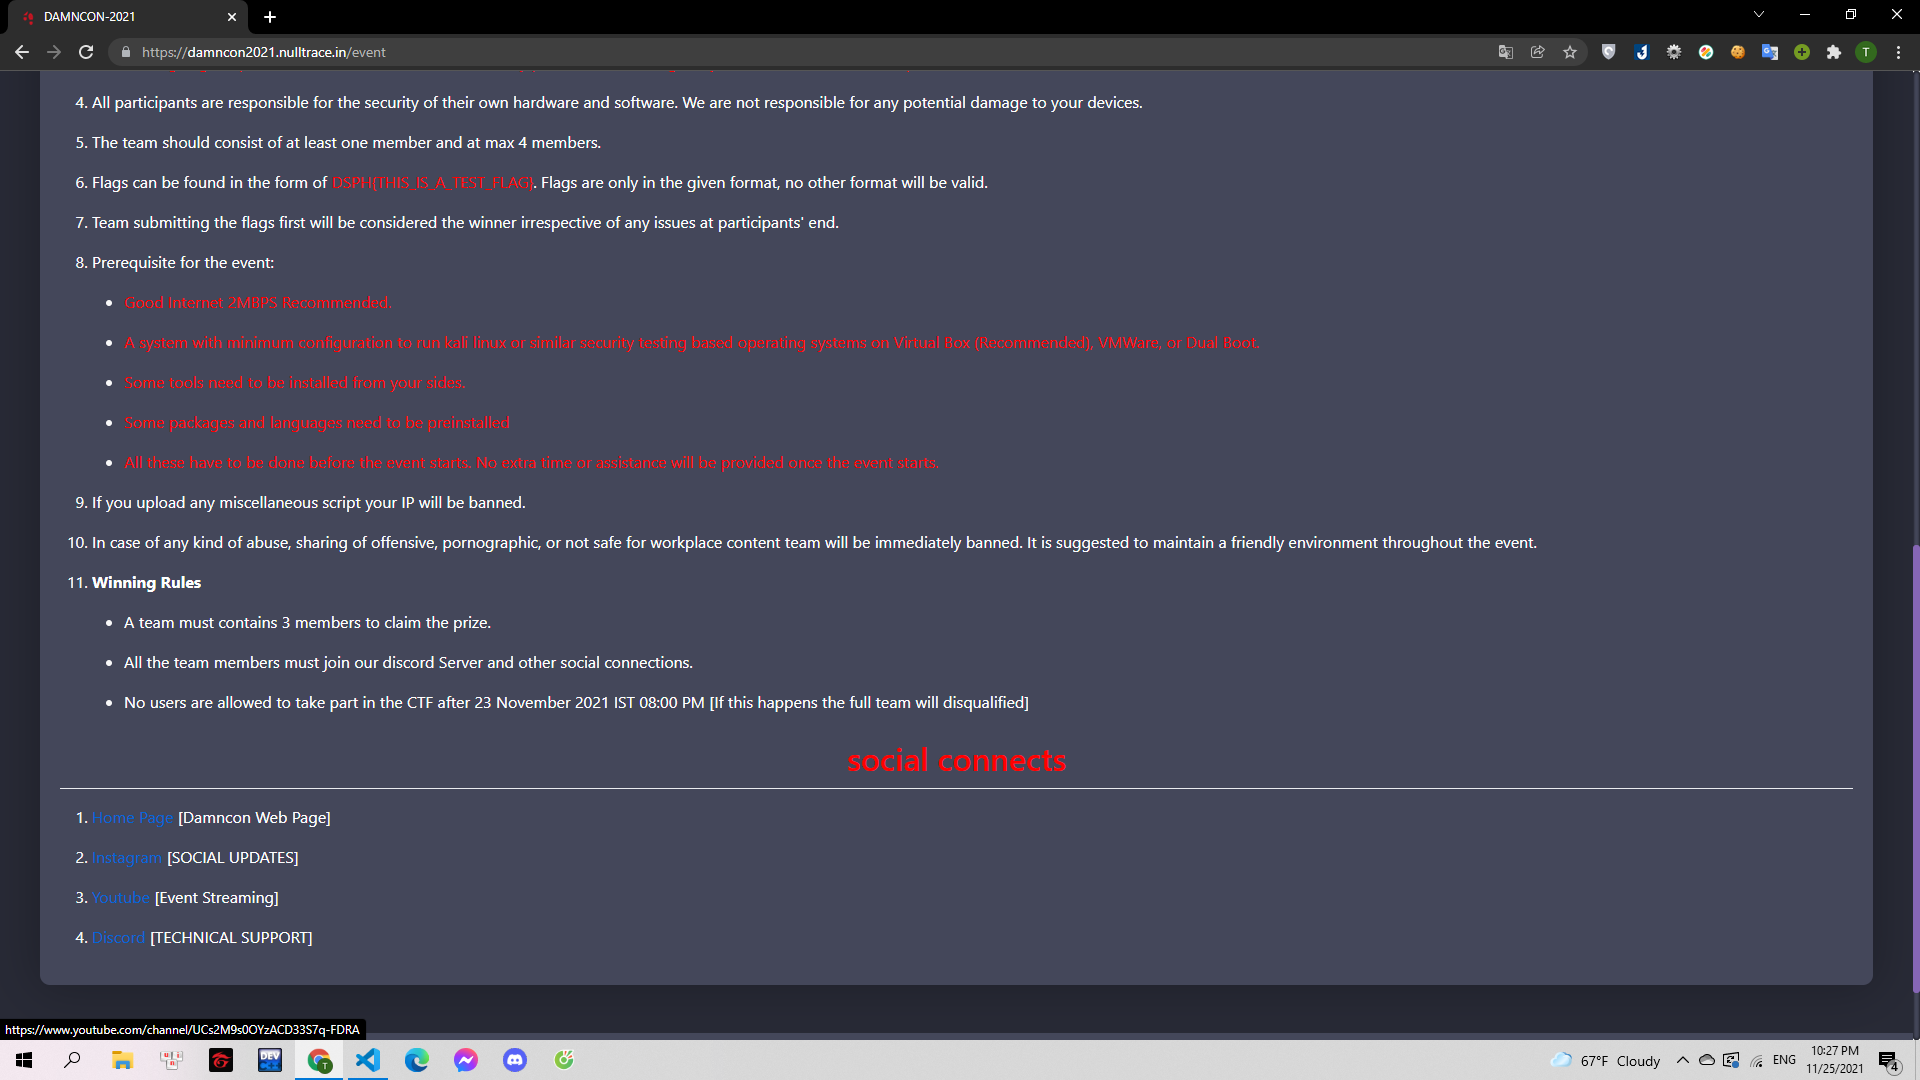 DAMNCON-2021
https://damncon2021.nulltrace.in/event
4. All participants are responsible for the security of their own hardware and software. We are not responsible for any potential damage to your devices.
5. The team should consist of at least one member and at max 4 members.
6. Flags can be found in the form of DSPH{THIS_IS_A_TEST_FLAG}. Flags are only in the given format, no other format will be valid.
7. Team submitting the flags first will be considered the winner irrespective of any issues at participants' end.
8. Prerequisite for the event:
• Good Internet 2MBPS Recommended.
• A system with minimum configuration to run kali linux or similar security testing based operating systems on Virtual Box (Recommended), VMWare, or Dual Boot.
• Some tools need to be installed from your sides.
• Some packages and languages need to be preinstalled
• All these have to be done before the event starts. No extra time or assistance will be provided once the event starts.
9. If you upload any miscellaneous script your IP will be banned.
10. In case of any kind of abuse, sharing of offensive, pornographic, or not safe for workplace content team will be immediately banned. It is suggested to maintain a friendly environment throughout the event.
11. Winning Rules
• A team must contains 3 members to claim the prize.
• All the team members must join our discord Server and other social connections.
• No users are allowed to take part in the CTF after 23 November 2021 IST 08:00 PM [If this happens the full team will disqualified]
social connects
1. Home Page [Damncon Web Page]
2. Instagram [SOCIAL UPDATES]
3. Youtube [Event Streaming]
4. Discord [TECHNICAL SUPPORT]
https://www.youtube.com/channel/UCs2M9s0OYzACD33S7q-FDRA
67°F Cloudy
ENG
10:27 PM
11/25/2021
4